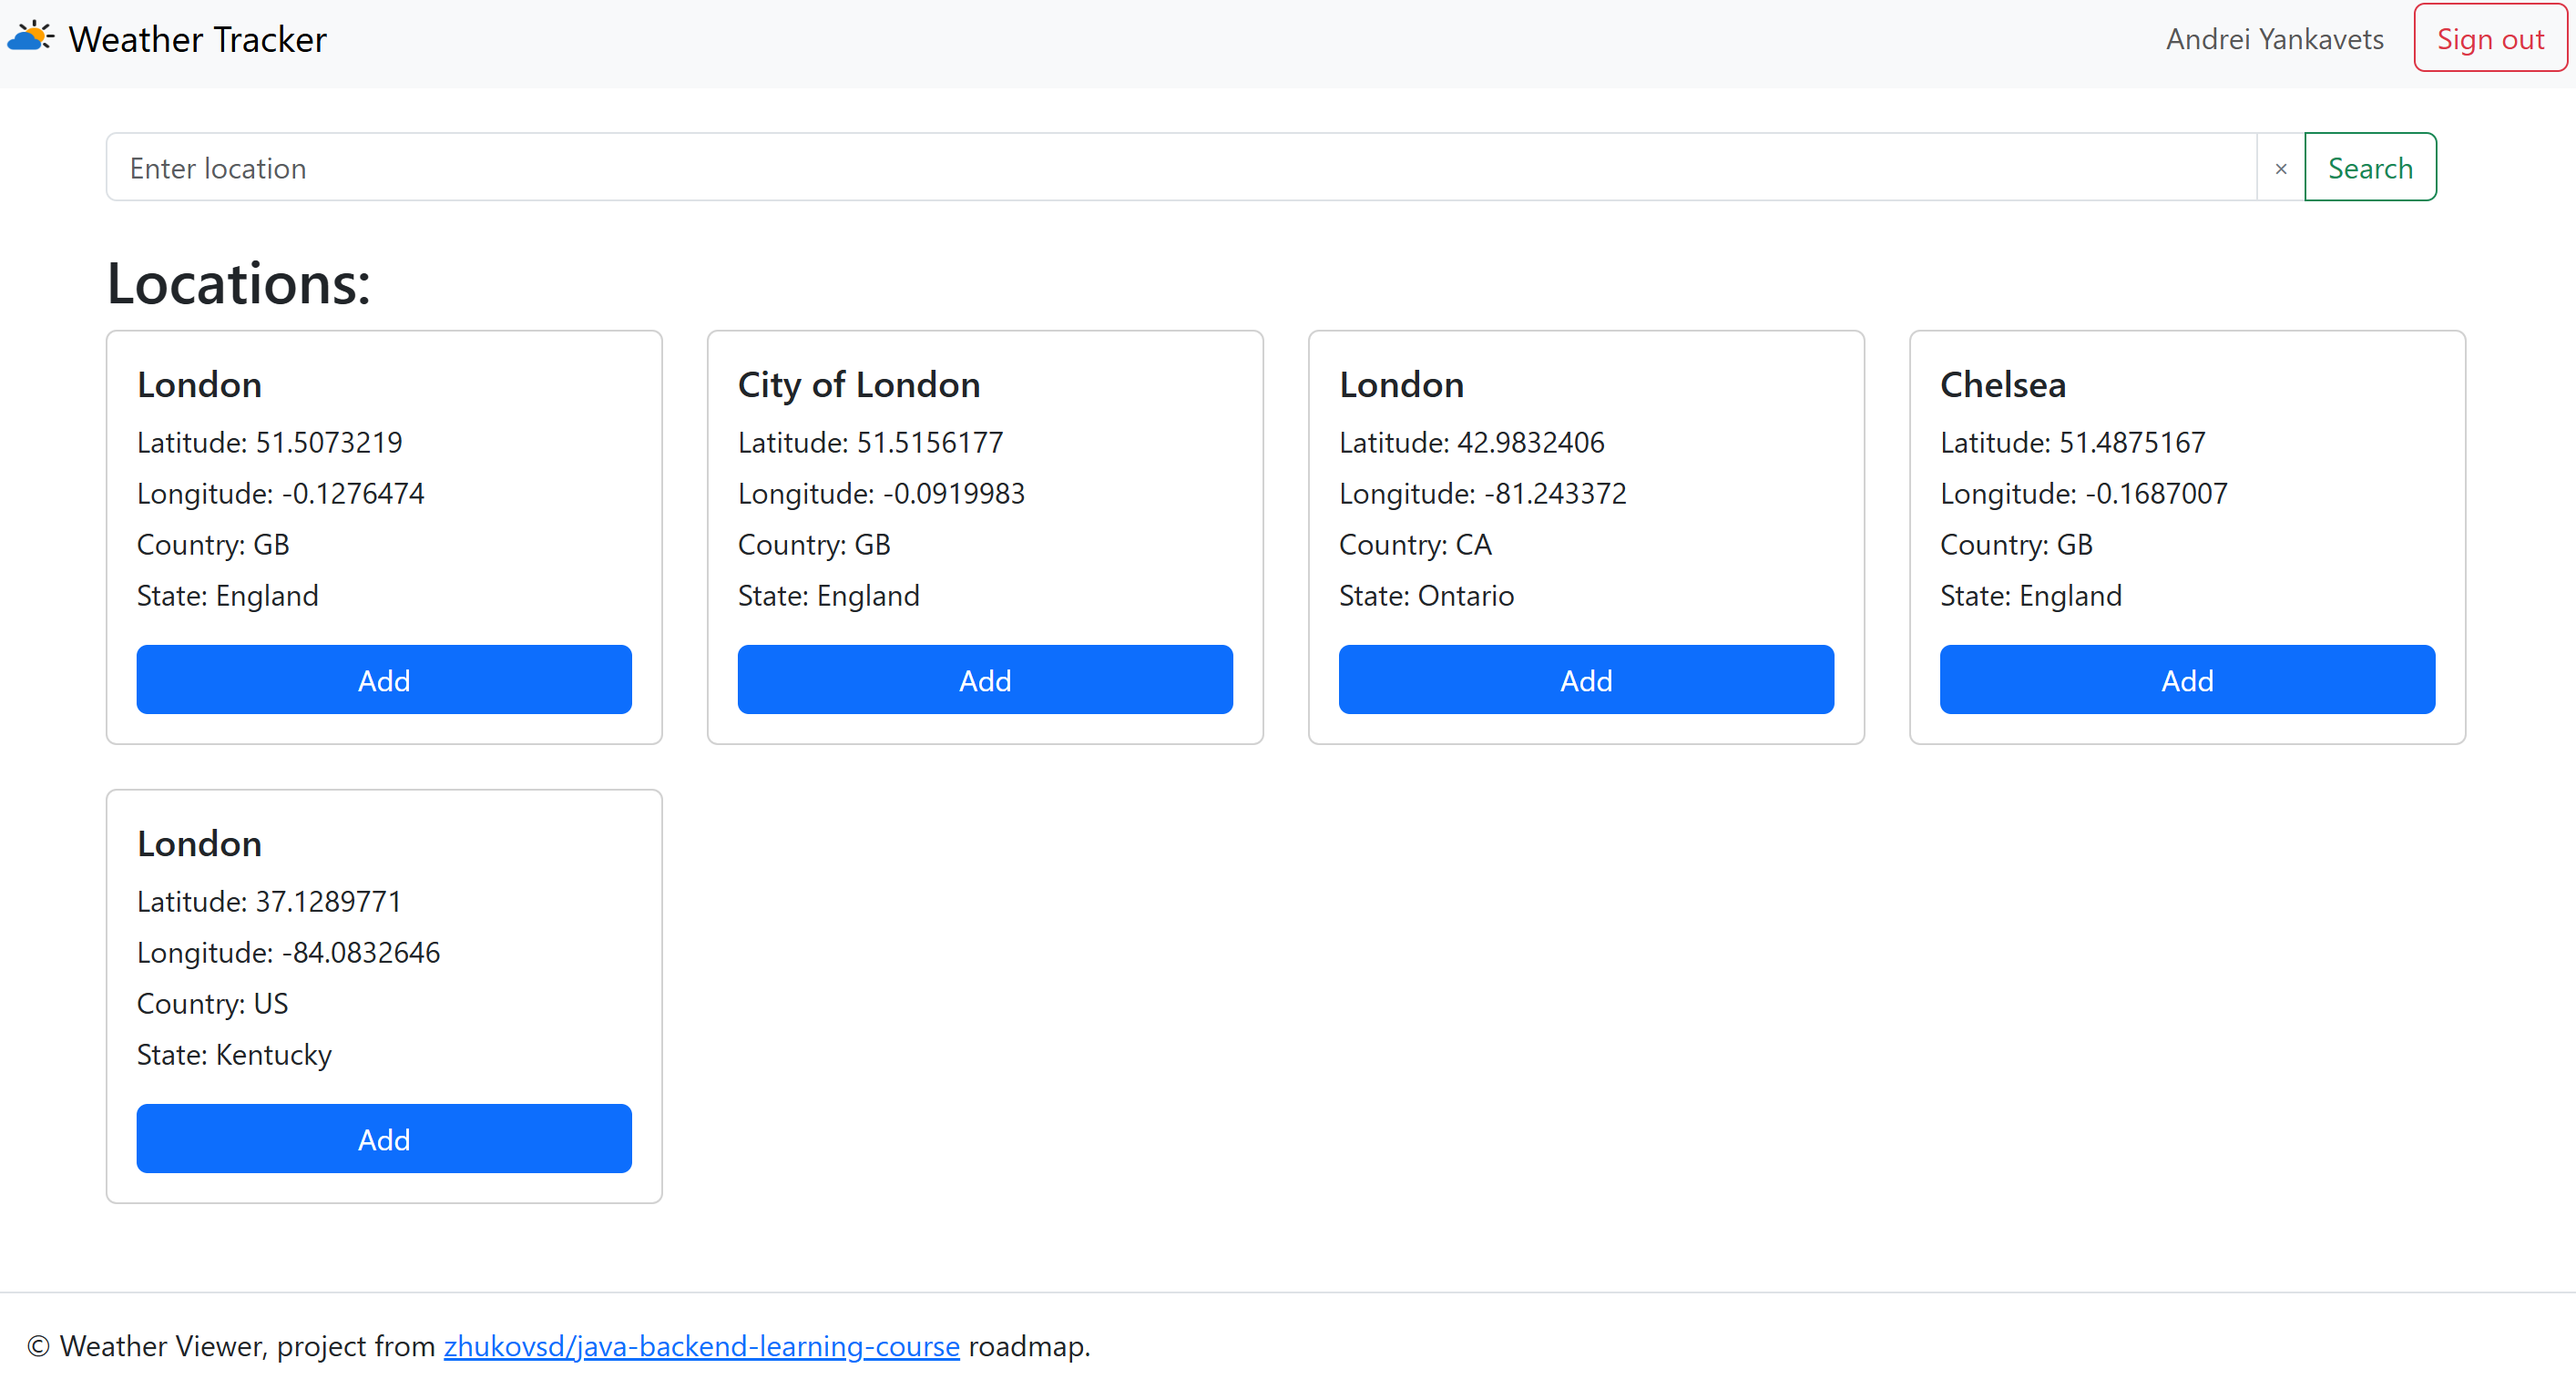 Weather Tracker
Andrei Yankavets
Sign out
Enter location
×
Search
Locations:
London
Latitude: 51.5073219
Longitude: -0.1276474
Country: GB
State: England
Add
City of London
Latitude: 51.5156177
Longitude: -0.0919983
Country: GB
State: England
Add
London
Latitude: 42.9832406
Longitude: -81.243372
Country: CA
State: Ontario
Add
Chelsea
Latitude: 51.4875167
Longitude: -0.1687007
Country: GB
State: England
Add
London
Latitude: 37.1289771
Longitude: -84.0832646
Country: US
State: Kentucky
Add
© Weather Viewer, project from zhukovsd/java-backend-learning-course roadmap.